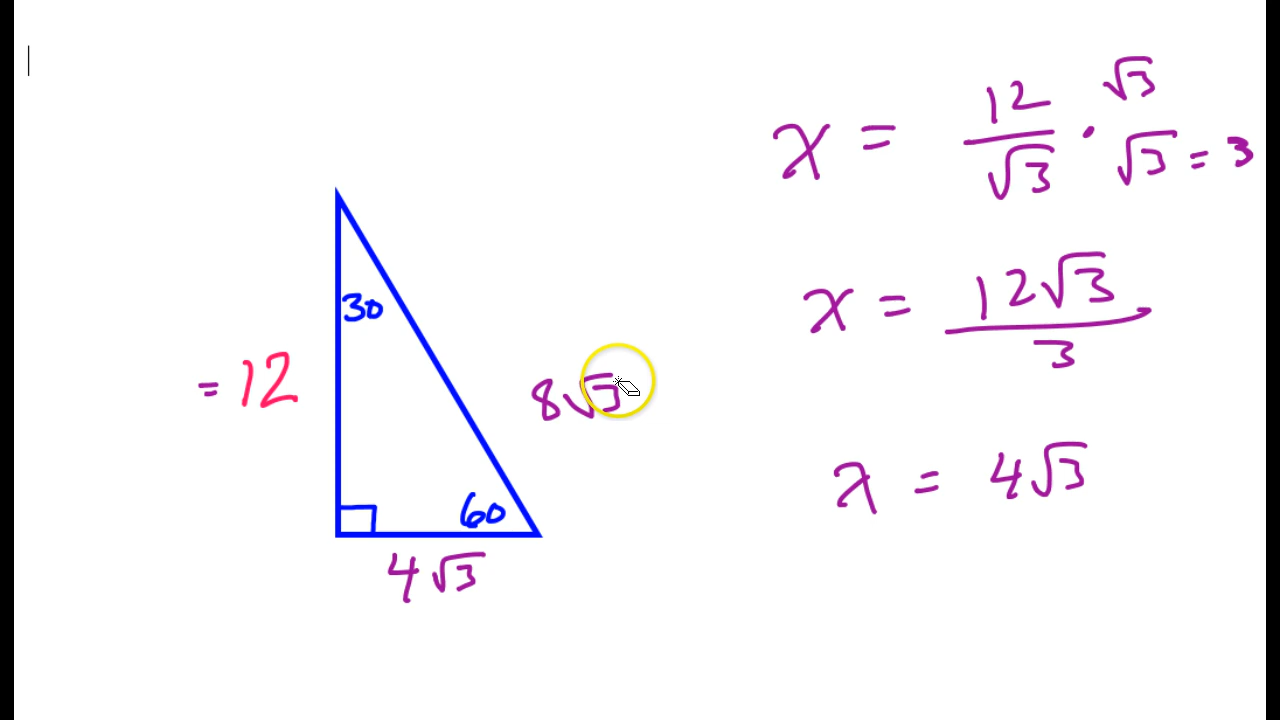 x = 12/√3 · √3/√3 = 3
x = 12√3/3
x = 4√3
30
= 12
8√3
60
4√3